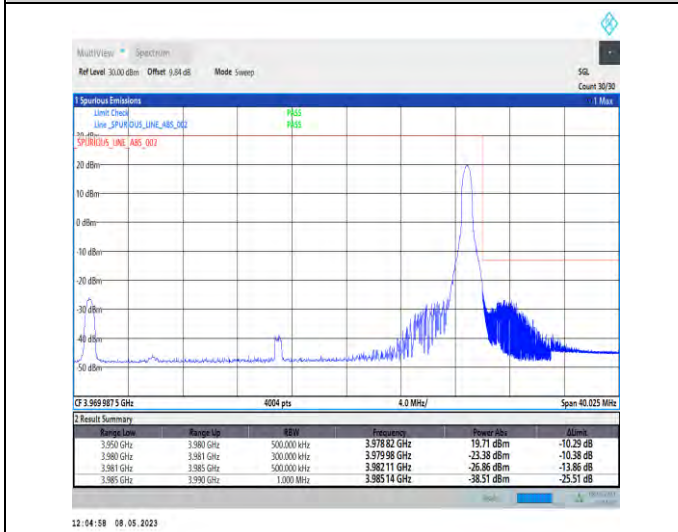 MultiView Spectrum
Ref Level 30.00 dBm Offset 9.84 dB Mode Sweep SGL
Count 30/30
1 Spurious Emissions 1 Max
Limit Check PASS
Line _SPURIOUS_LINE_ABS_002 PASS
30 dBm
_SPURIOUS_LINE_ABS_002
20 dBm
10 dBm
0 dBm
-10 dBm
-20 dBm
-30 dBm
-40 dBm
-50 dBm
CF 3.969 987 5 GHz 4004 pts 4.0 MHz/ Span 40.025 MHz
2 Result Summary
Range Low Range Up RBW Frequency Power Abs ΔLimit
3.950 GHz 3.980 GHz 500.000 kHz 3.978 82 GHz 19.71 dBm -10.29 dB
3.980 GHz 3.981 GHz 300.000 kHz 3.979 98 GHz -23.38 dBm -10.38 dB
3.981 GHz 3.985 GHz 500.000 kHz 3.982 11 GHz -26.86 dBm -13.86 dB
3.985 GHz 3.990 GHz 1.000 MHz 3.985 14 GHz -38.51 dBm -25.51 dB
12:04:58 08.05.2023